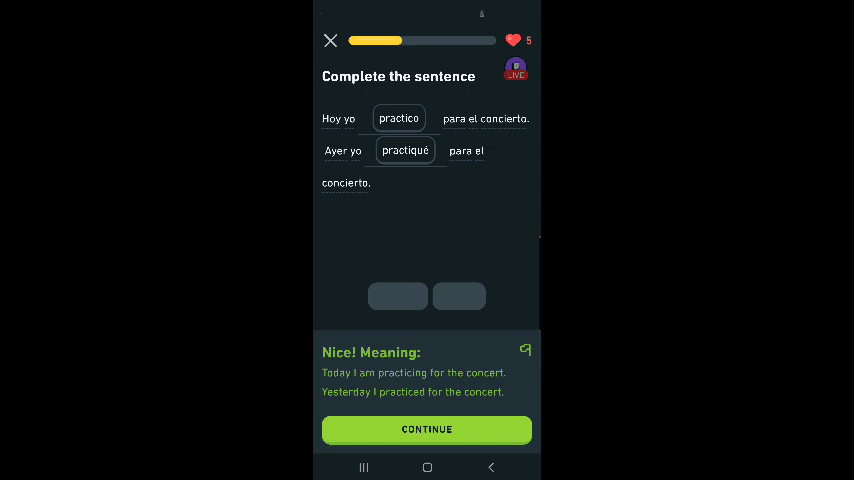 5
Complete the sentence
LIVE
Hoy yo practico para el concierto.
Ayer yo practiqué para el
concierto.
Nice! Meaning:
Today I am practicing for the concert.
Yesterday I practiced for the concert.
CONTINUE